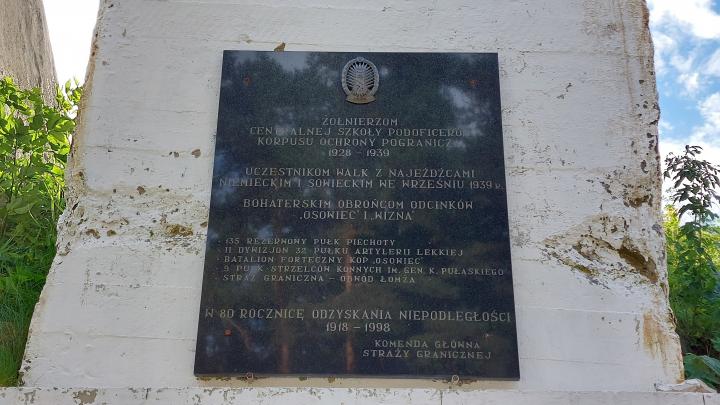 ŻOŁNIERZOM
CENTRALNEJ SZKOŁY PODOFICERÓW
KORPUSU OCHRONY POGRANICZA
1928 - 1939
UCZESTNIKOM WALK Z NAJEŹDŹCAMI
NIEMIECKIM I SOWIECKIM WE WRZEŚNIU 1939 r.
BOHATERSKIM OBROŃCOM ODCINKÓW
„OSOWIEC" I „WIZNA"
- 135 REZERWOWY PUŁK PIECHOTY
- II DYWIZJON 32 PUŁKU ARTYLERII LEKKIEJ
- BATALION FORTECZNY KOP „OSOWIEC"
- 9 PUŁK STRZELCÓW KONNYCH IM. GEN. K. PUŁASKIEGO
- STRAŻ GRANICZNA - OBWÓD ŁOMŻA
W 80 ROCZNICĘ ODZYSKANIA NIEPODLEGŁOŚCI
1918 - 1998
KOMENDA GŁÓWNA
STRAŻY GRANICZNEJ